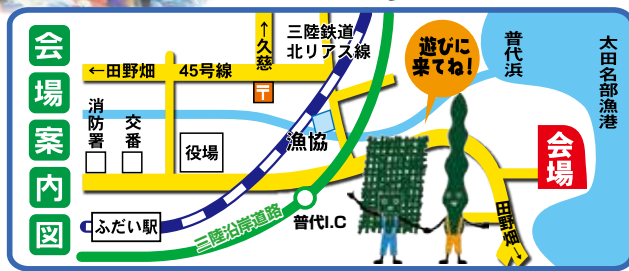 会場案内図
←田野畑
45号線
↑久慈
〒
三陸鉄道
北リアス線
遊びに
来てね!
普代浜
太田名部漁港
消防署
交番
役場
漁協
会場
ふだい駅
三陸沿岸道路
普代I.C
田野畑→